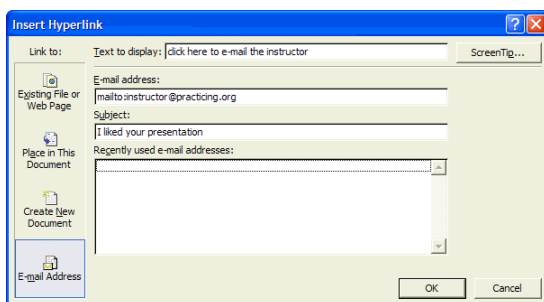 Insert Hyperlink
Link to:
Text to display: click here to e-mail the instructor
ScreenTip...
Existing File or
Web Page
Place in This
Document
Create New
Document
E-mail Address
E-mail address:
mailto:instructor@practicing.org
Subject:
I liked your presentation
Recently used e-mail addresses:
OK
Cancel